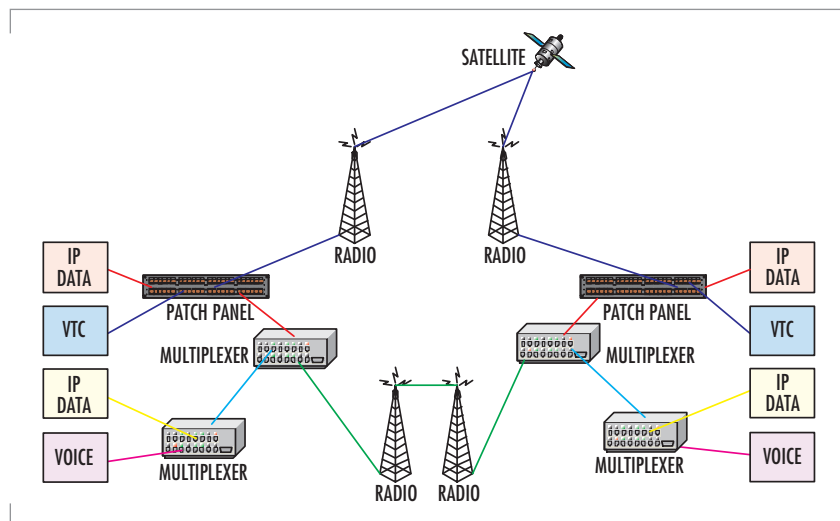 SATELLITE
RADIO
RADIO
IP
DATA
IP
DATA
PATCH PANEL
PATCH PANEL
VTC
VTC
MULTIPLEXER
MULTIPLEXER
IP
DATA
IP
DATA
VOICE
VOICE
MULTIPLEXER
MULTIPLEXER
RADIO
RADIO